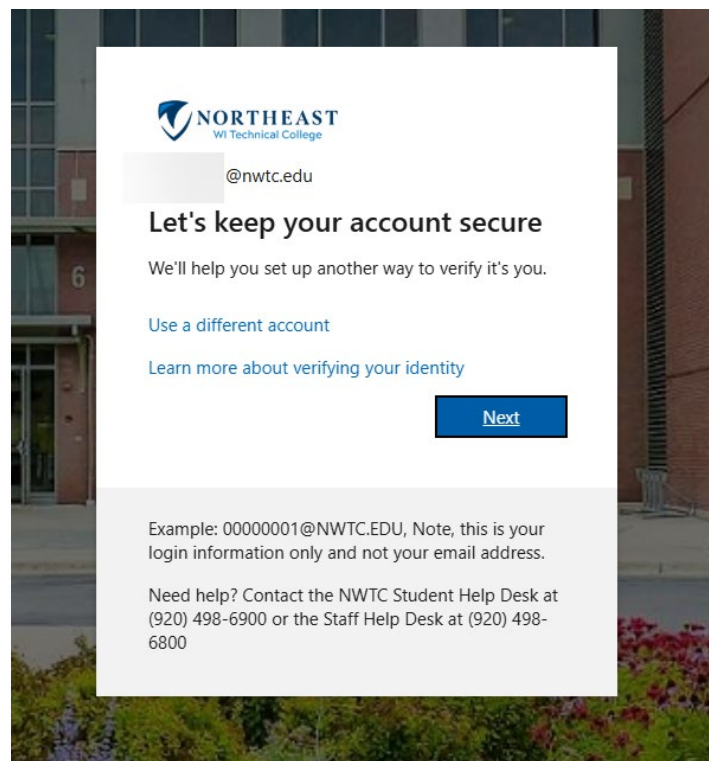 NORTHEAST
WI Technical College
@nwtc.edu
Let's keep your account secure
We'll help you set up another way to verify it's you.
Use a different account
Learn more about verifying your identity
Next
6
Example: 00000001@NWTC.EDU, Note, this is your
login information only and not your email address.
Need help? Contact the NWTC Student Help Desk at
(920) 498-6900 or the Staff Help Desk at (920) 498-
6800